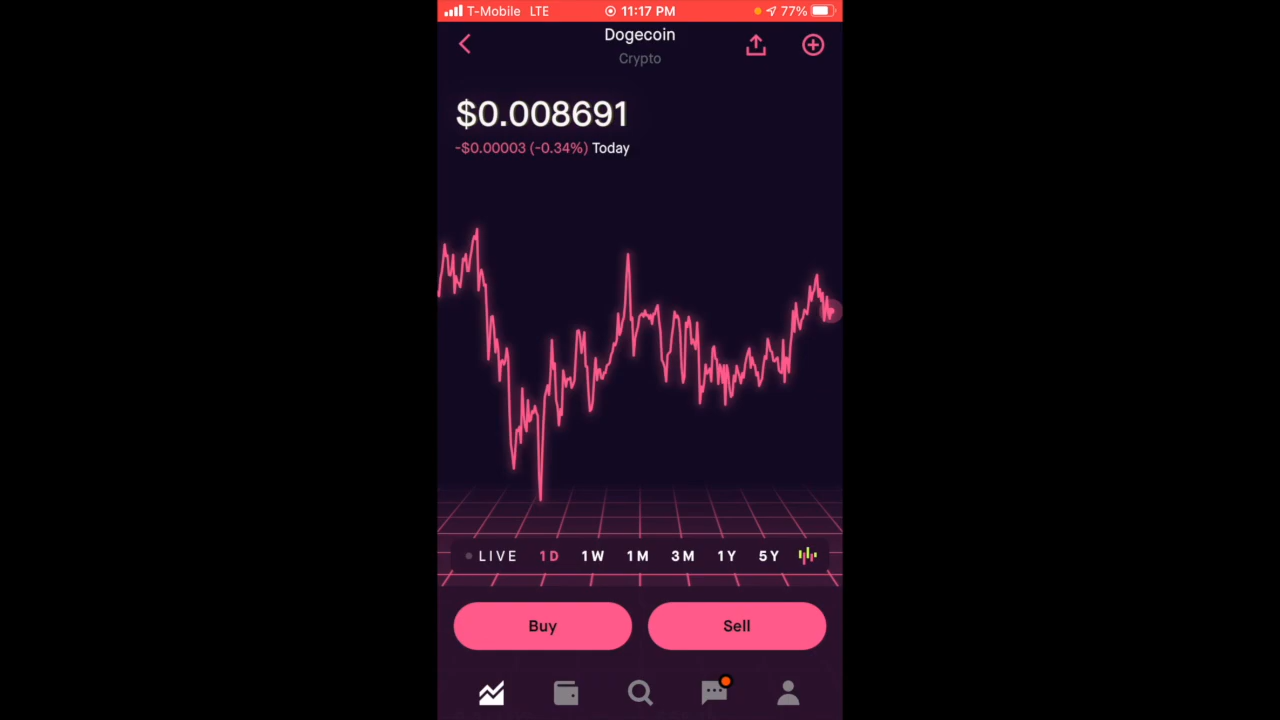 T-Mobile LTE 11:17 PM 77%
Dogecoin
Crypto
$0.008691
-$0.00003 (-0.34%) Today
LIVE 1D 1W 1M 3M 1Y 5Y
Buy Sell